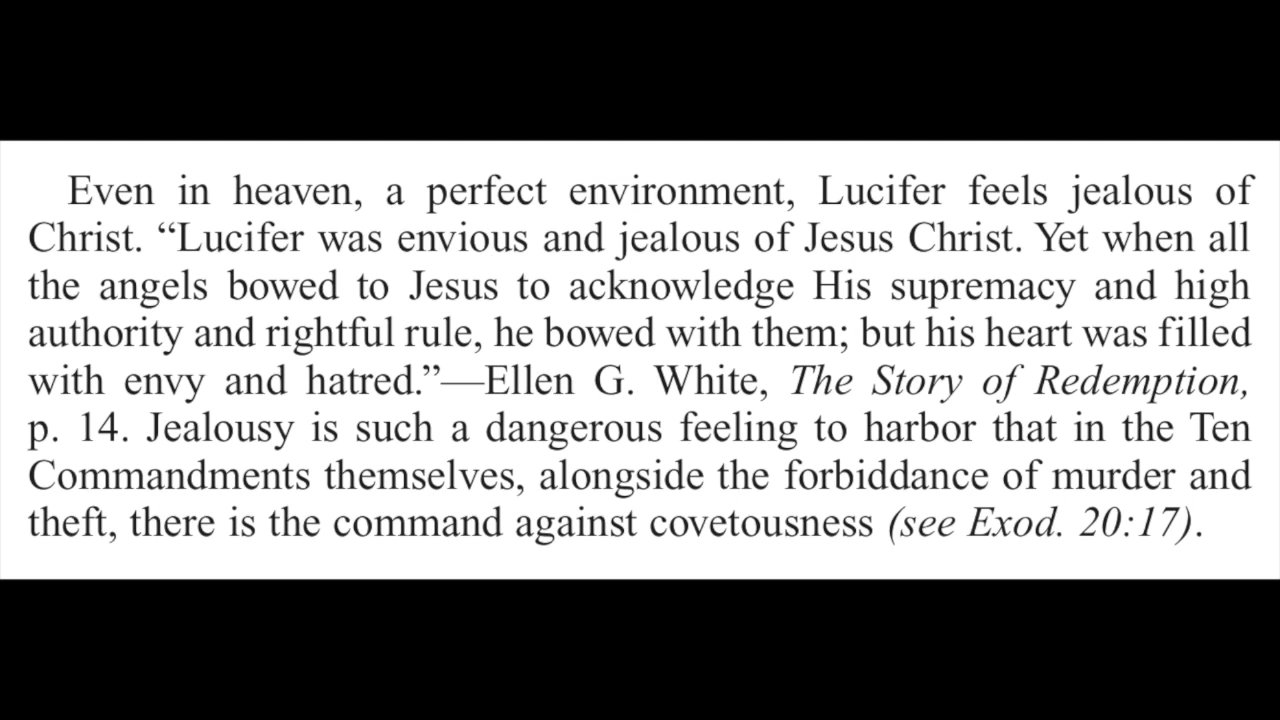 Even in heaven, a perfect environment, Lucifer feels jealous of
Christ. “Lucifer was envious and jealous of Jesus Christ. Yet when all
the angels bowed to Jesus to acknowledge His supremacy and high
authority and rightful rule, he bowed with them; but his heart was filled
with envy and hatred.”—Ellen G. White, The Story of Redemption,
p. 14. Jealousy is such a dangerous feeling to harbor that in the Ten
Commandments themselves, alongside the forbiddance of murder and
theft, there is the command against covetousness (see Exod. 20:17).